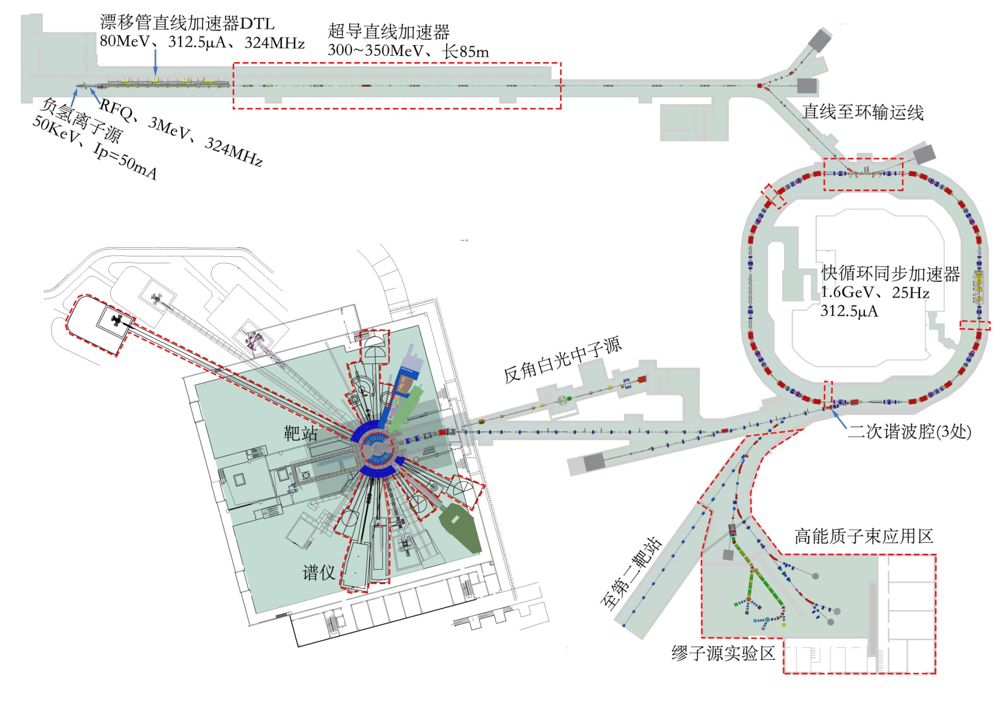 漂移管直线加速器DTL
80MeV、312.5μA、324MHz
超导直线加速器
300~350MeV、长85m
负氢离子源
50KeV、Ip=50mA
RFQ、3MeV、324MHz
直线至环输运线
快循环同步加速器
1.6GeV、25Hz
312.5μA
反角白光中子源
靶站
二次谐波腔(3处)
高能质子束应用区
谱仪
至第二靶站
缪子源实验区